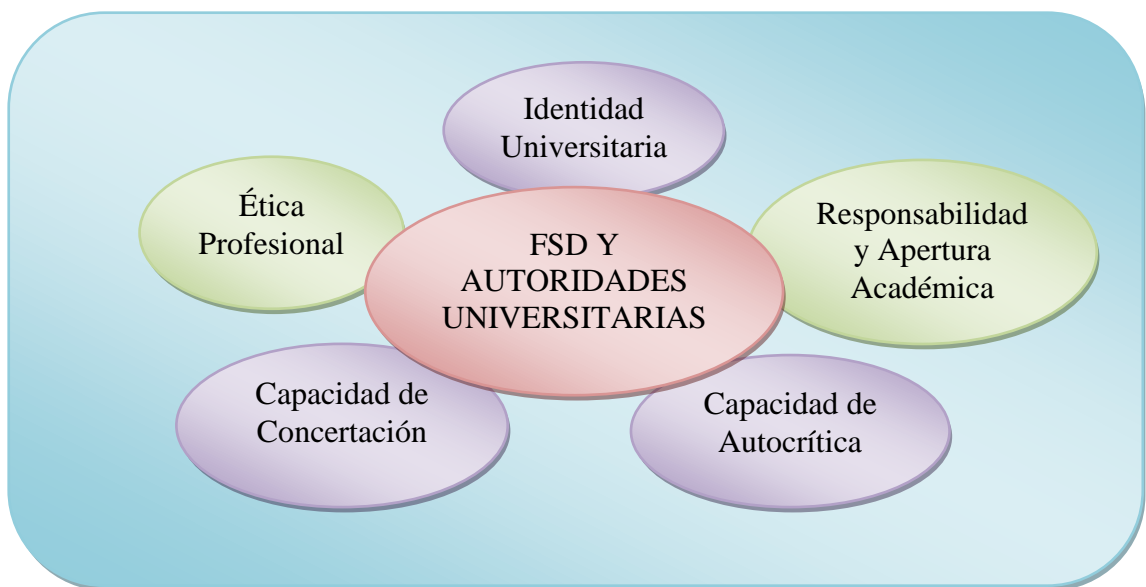 Identidad
Universitaria
Ética
Profesional
FSD Y
AUTORIDADES
UNIVERSITARIAS
Responsabilidad
y Apertura
Académica
Capacidad de
Concertación
Capacidad de
Autocrítica